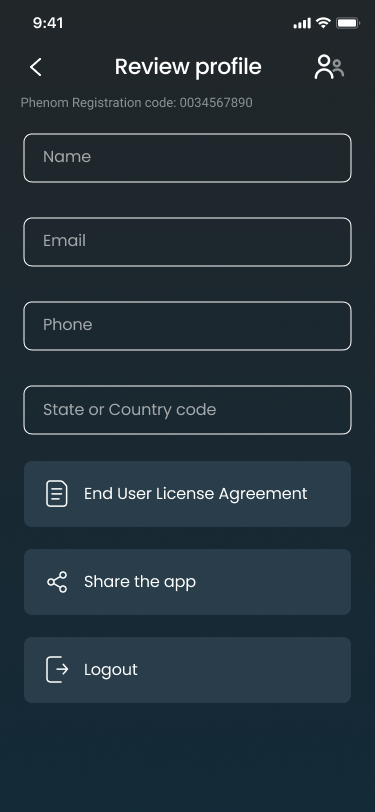 9:41
Review profile
Phenom Registration code: 0034567890
Name
Email
Phone
State or Country code
End User License Agreement
Share the app
Logout